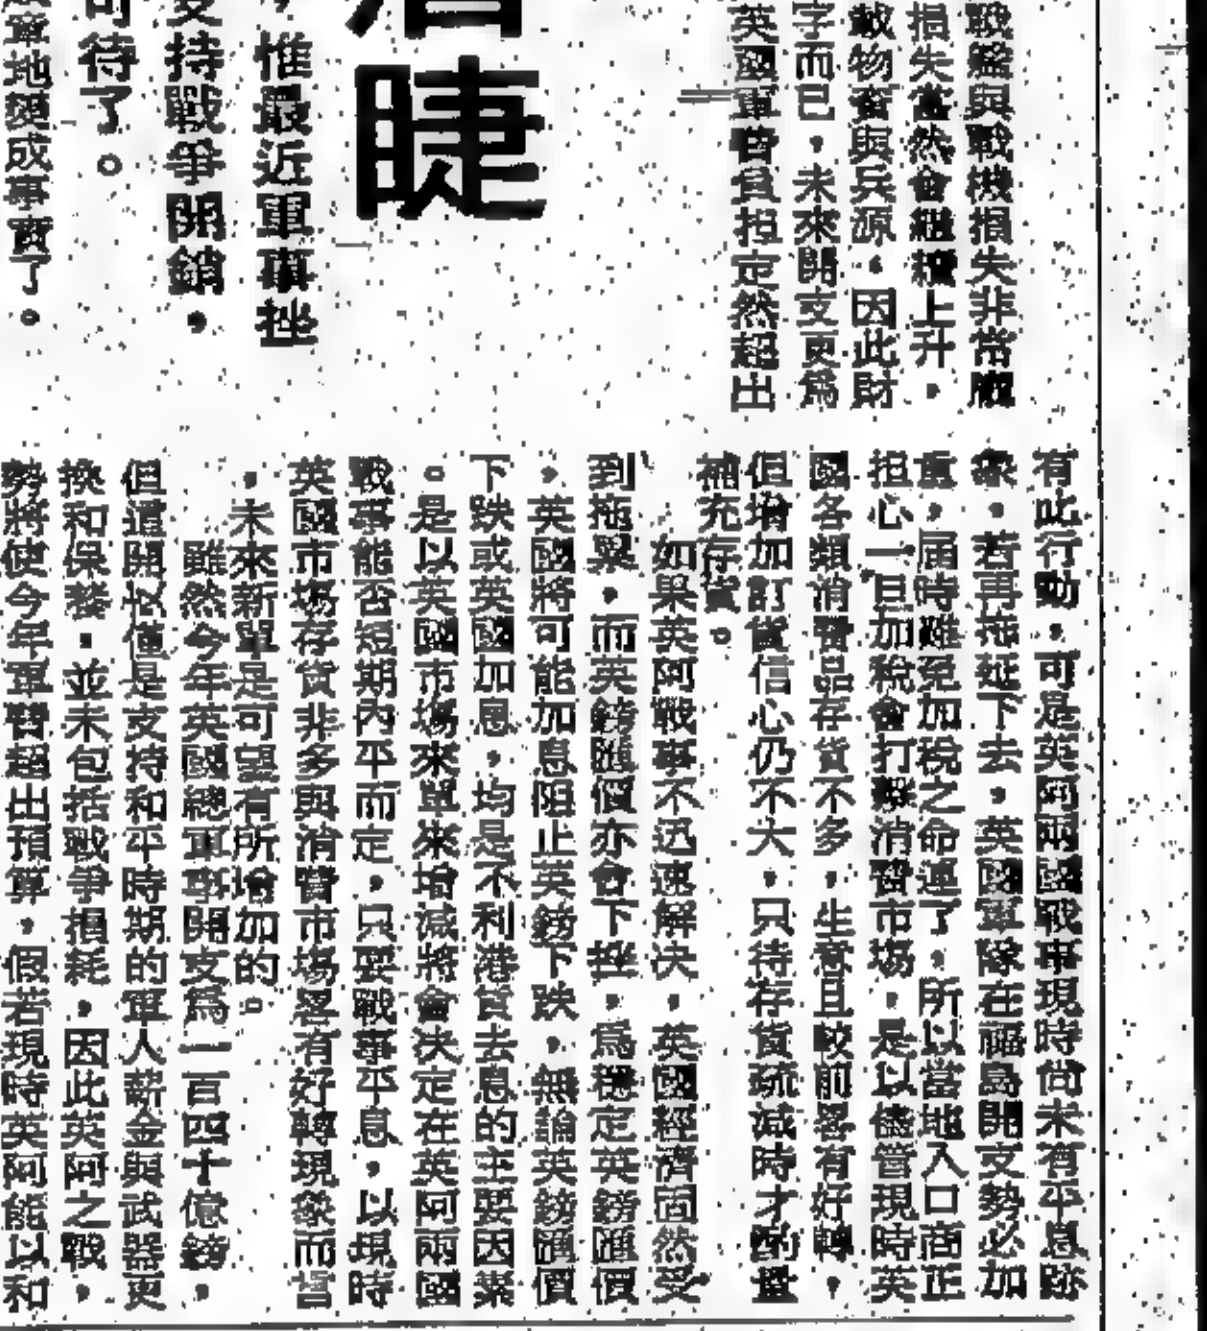 戰艦與戰機損失非常嚴
損失當然會繼續上升，
載物資與兵源，因此財
字而已，未來開支更為
英國軍費負担定然超出
睫
，惟最近軍事挫
支持戰爭開銷，
可待了。
地變成事實了。
有此行動，可是英阿兩國戰事現時尚未有平息跡
象，若再拖延下去，英國軍隊在福島開支勢必加
重，屆時難免加稅之命運了，所以當地入口商正
担心一旦加稅會打擊消費市場，是以儘管現時英
國各類消費品存貨不多，生意且較前畧有好轉，
但增加訂貨信心仍不大，只待存貨疏減時才酌量
補充存貨。
如果英阿戰事不迅速解決，英國經濟固然受
到拖累，而英鎊匯價亦會下挫，為穩定英鎊匯價
，英國將可能加息阻止英鎊下跌，無論英鎊匯價
下跌或英國加息，均是不利港貨去息的主要因素
。是以英國市場來單來增減將會決定在英阿兩國
戰事能否短期內平而定，只要戰事平息，以現時
英國市場存貨非多與消費市場畧有好轉現象而言
，未來新單是可望有所增加的。
雖然今年英國總軍事開支為一百四十億鎊，
但這開支僅是支持和平時期的軍人薪金與武器更
換和保養，並未包括戰爭損耗，因此英阿之戰，
勢將使今年軍費超出預算，假若現時英阿能以和